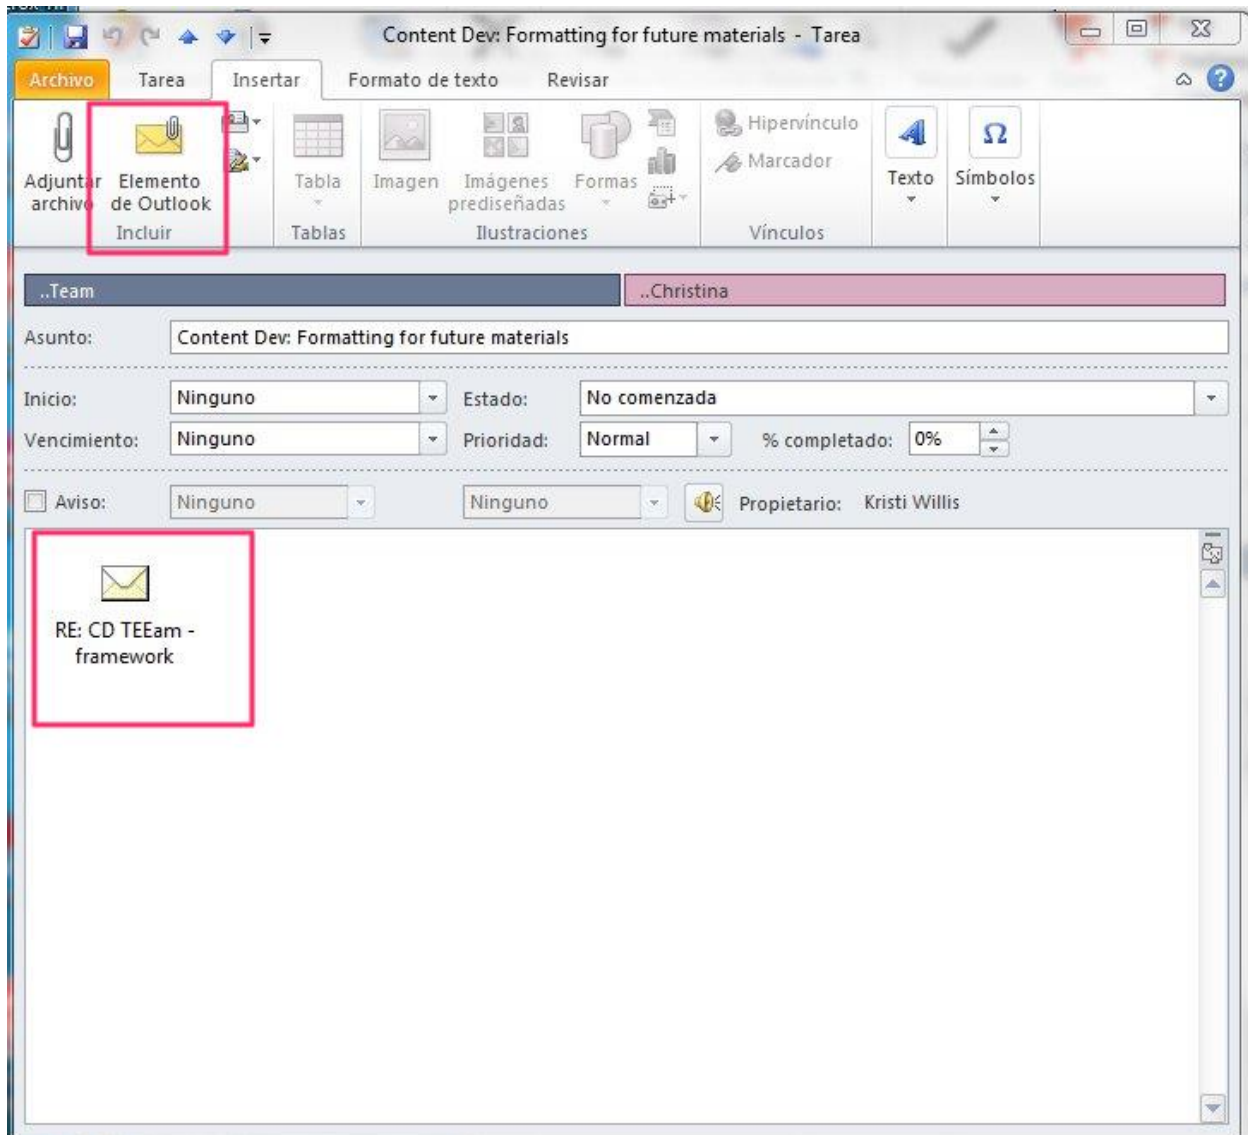 Content Dev: Formatting for future materials - Tarea
Archivo Tarea Insertar Formato de texto Revisar
Adjuntar archivo
Elemento de Outlook
Incluir
Tabla
Tablas
Imagen
Imágenes prediseñadas
Formas
Ilustraciones
Hipervínculo
Marcador
Vínculos
Texto
Símbolos
..Team ..Christina
Asunto: Content Dev: Formatting for future materials
Inicio: Ninguno Estado: No comenzada
Vencimiento: Ninguno Prioridad: Normal % completado: 0%
Aviso: Ninguno Ninguno Propietario: Kristi Willis
RE: CD TEEam -
framework